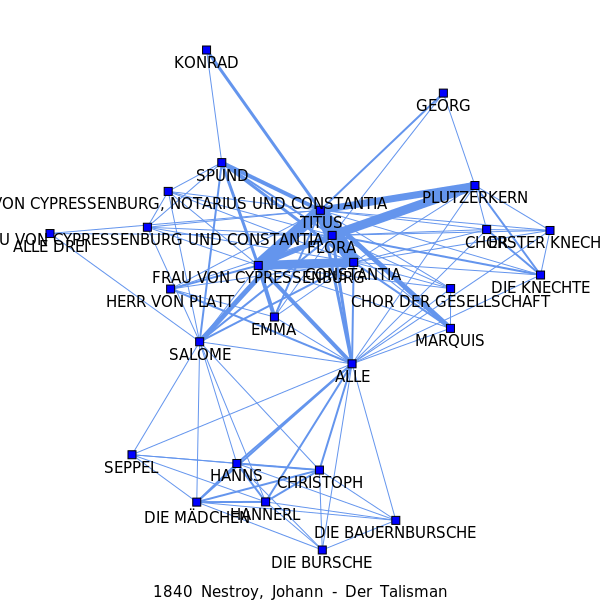 KONRAD
GEORG
SPUND
PLUTZERKERN
VON CYPRESSENBURG, NOTARIUS UND CONSTANTIA
TITUS
U VON CYPRESSENBURG UND CONSTANTIA
ALLE DREI
FLORA
CHOR
ERSTER KNECH
FRAU VON CYPRESSENBURG
CONSTANTIA
DIE KNECHTE
HERR VON PLATT
CHOR DER GESELLSCHAFT
EMMA
MARQUIS
SALOME
ALLE
SEPPEL
HANNS
CHRISTOPH
DIE MÄDCHEN
HANNERL
DIE BAUERNBURSCHE
DIE BURSCHE
1840 Nestroy, Johann - Der Talisman